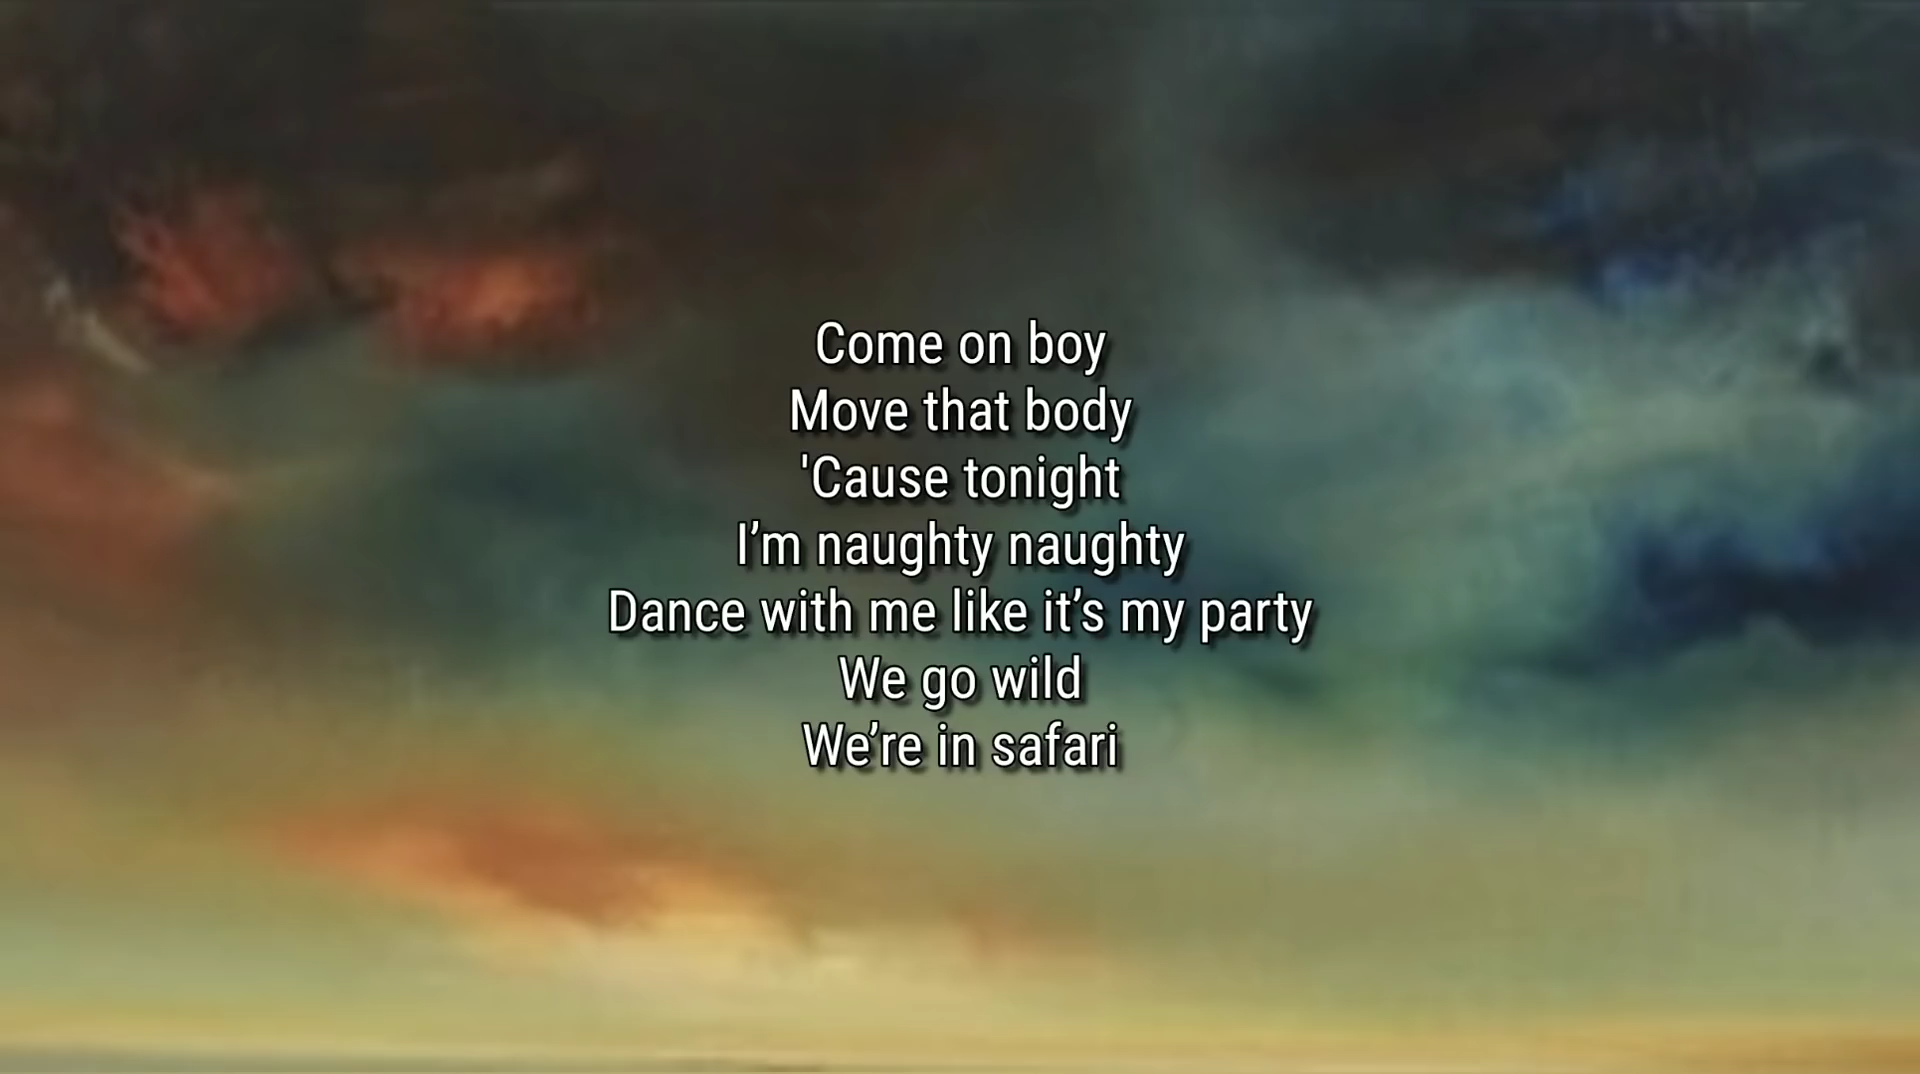 Come on boy
Move that body
'Cause tonight
I’m naughty naughty
Dance with me like it’s my party
We go wild
We’re in safari